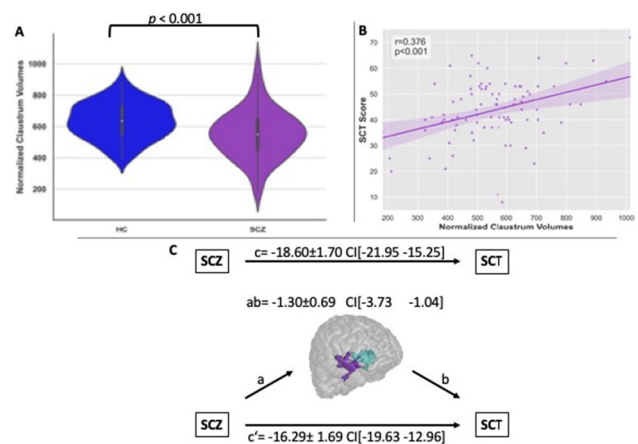 A
p < 0.001
Normalized Claustrum Volumes
1000
800
600
400
200
HC
SCZ
B
r=0.376
p<0.001
SCT Score
70
60
50
40
30
20
10
200
300
400
500
600
700
800
900
1000
Normalized Claustrum Volumes
C
SCZ
c= -18.60±1.70 CI[-21.95 -15.25]
SCT
ab= -1.30±0.69 CI[-3.73 -1.04]
a
b
SCZ
SCT
c'= -16.29± 1.69 CI[-19.63 -12.96]